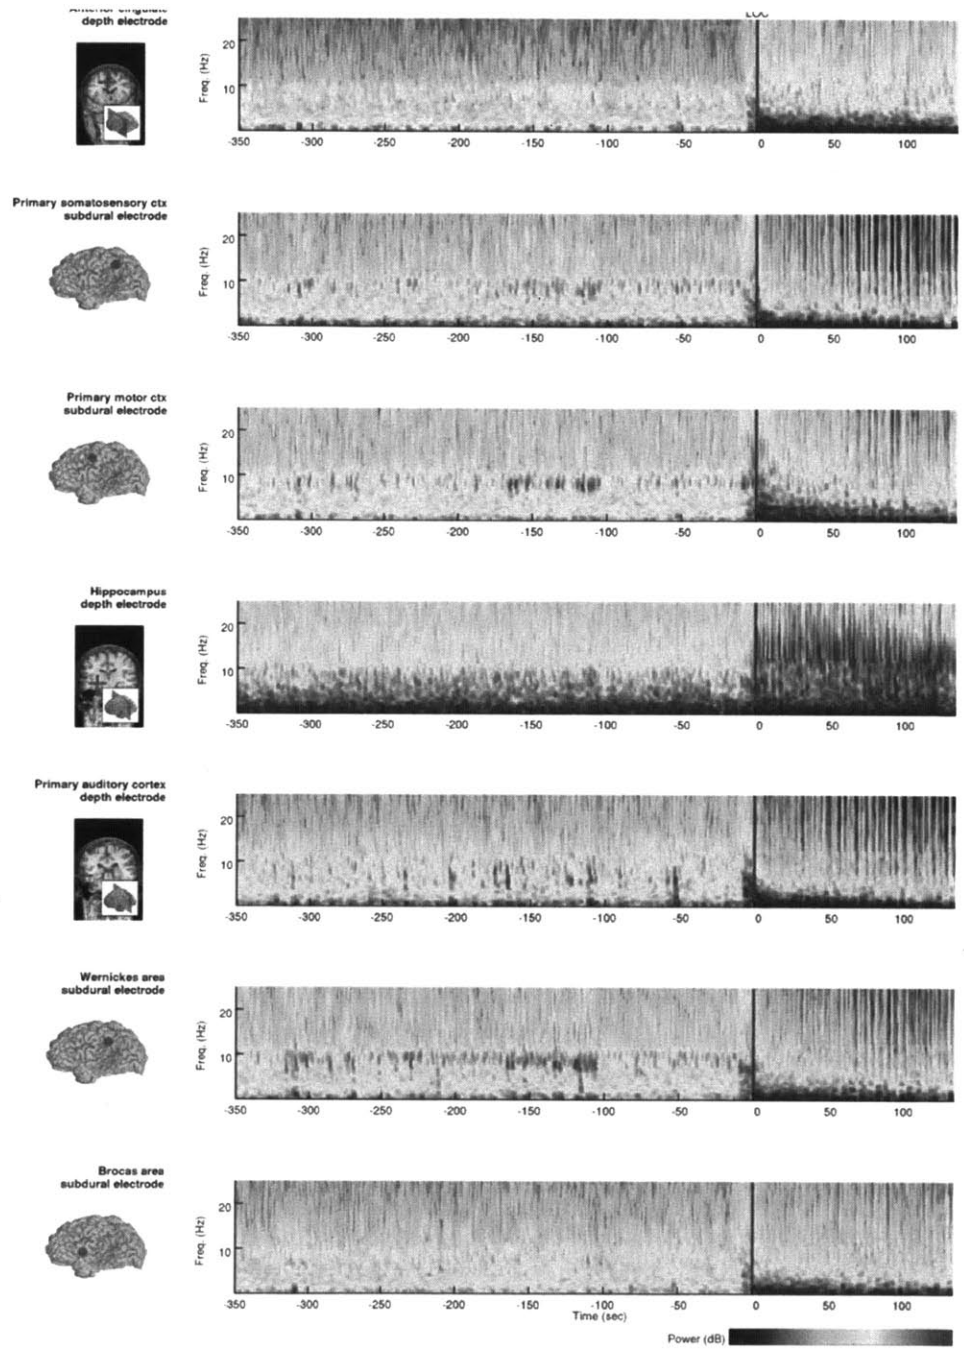 Anterior cingulate
depth electrode
LOC
Freq. (Hz)
20
10
-350 -300 -250 -200 -150 -100 -50 0 50 100
Primary somatosensory ctx
subdural electrode
Freq. (Hz)
20
10
-350 -300 -250 -200 -150 -100 -50 0 50 100
Primary motor ctx
subdural electrode
Freq. (Hz)
20
10
-350 -300 -250 -200 -150 -100 -50 0 50 100
Hippocampus
depth electrode
Freq. (Hz)
20
10
-350 -300 -250 -200 -150 -100 -50 0 50 100
Primary auditory cortex
depth electrode
Freq. (Hz)
20
10
-350 -300 -250 -200 -150 -100 -50 0 50 100
Wernickes area
subdural electrode
Freq. (Hz)
20
10
-350 -300 -250 -200 -150 -100 -50 0 50 100
Brocas area
subdural electrode
Freq. (Hz)
20
10
-350 -300 -250 -200 -150 -100 -50 0 50 100
Time (sec)
Power (dB)